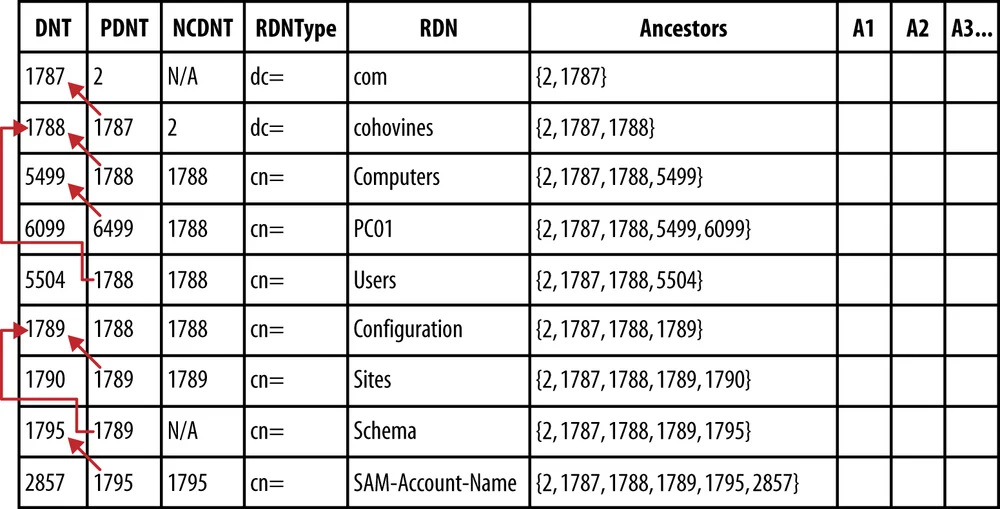 DNT PDNT NCDNT RDNType RDN Ancestors A1 A2 A3...
1787 2 N/A dc= com {2, 1787}
1788 1787 2 dc= cohovines {2, 1787, 1788}
5499 1788 1788 cn= Computers {2, 1787, 1788, 5499}
6099 6499 1788 cn= PC01 {2, 1787, 1788, 5499, 6099}
5504 1788 1788 cn= Users {2, 1787, 1788, 5504}
1789 1788 1788 cn= Configuration {2, 1787, 1788, 1789}
1790 1789 1789 cn= Sites {2, 1787, 1788, 1789, 1790}
1795 1789 N/A cn= Schema {2, 1787, 1788, 1789, 1795}
2857 1795 1795 cn= SAM-Account-Name {2, 1787, 1788, 1789, 1795, 2857}